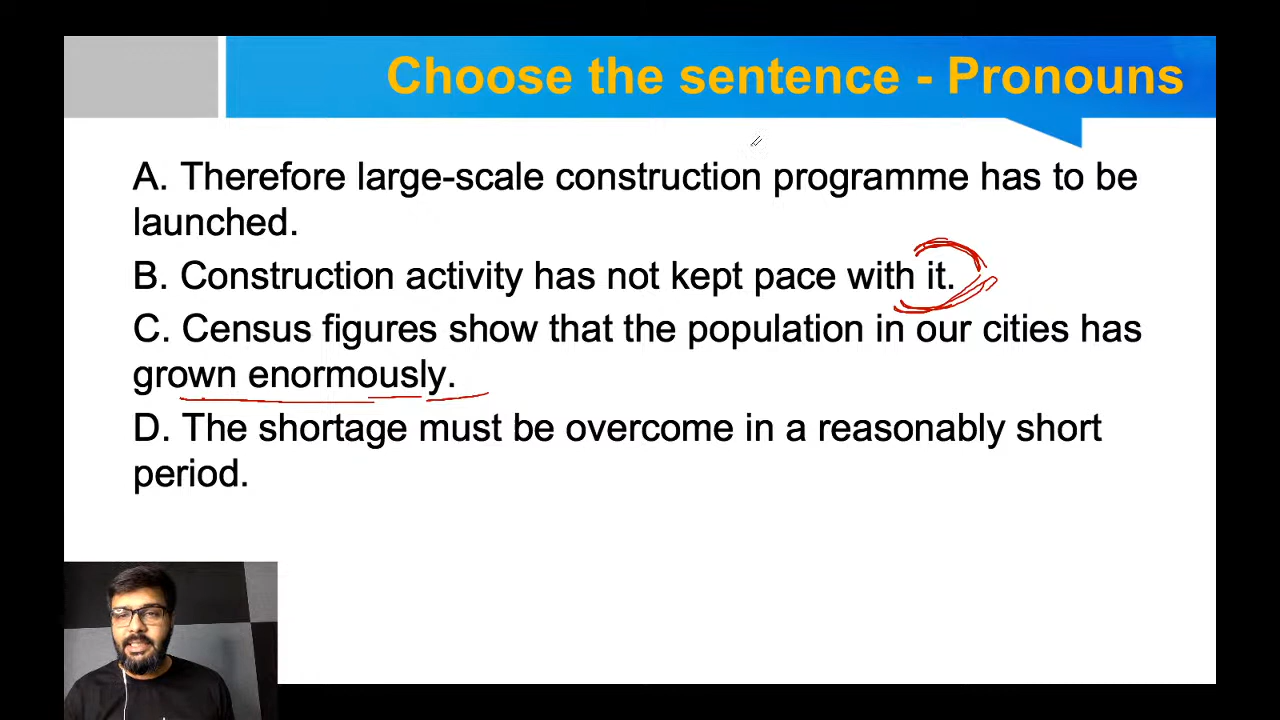 Choose the sentence - Pronouns
A. Therefore large-scale construction programme has to be
launched.
B. Construction activity has not kept pace with it.
C. Census figures show that the population in our cities has
grown enormously.
D. The shortage must be overcome in a reasonably short
period.